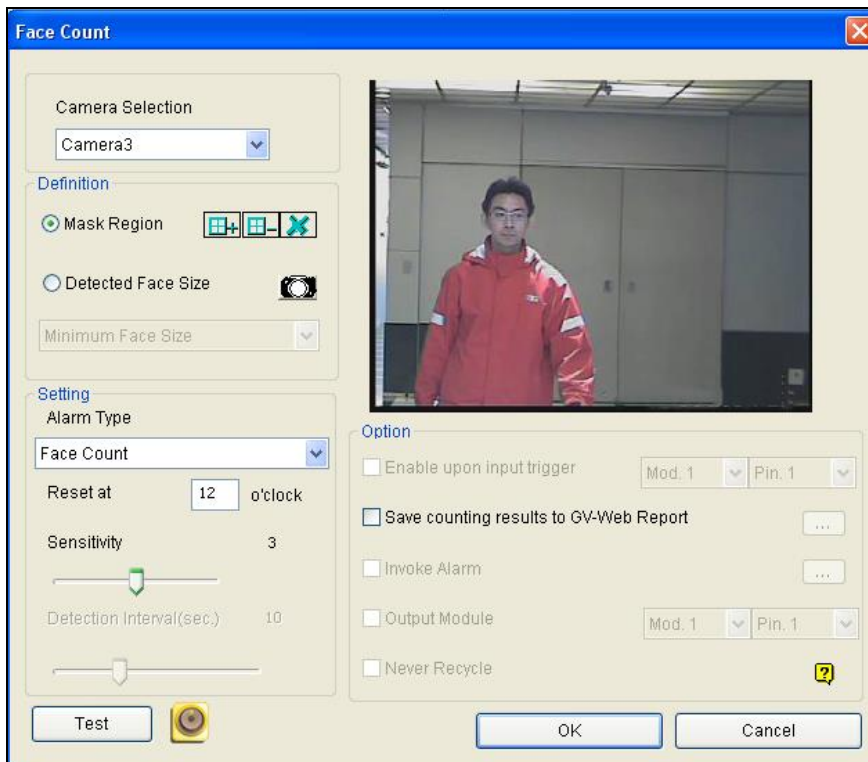 Face Count
Camera Selection
Camera3
Definition
Mask Region
Detected Face Size
Minimum Face Size
Setting
Alarm Type
Face Count
Reset at 12 o'clock
Sensitivity 3
Detection Interval(sec.) 10
Test
Option
Enable upon input trigger Mod. 1 Pin. 1
Save counting results to GV-Web Report ...
Invoke Alarm ...
Output Module Mod. 1 Pin. 1
Never Recycle
?
OK
Cancel